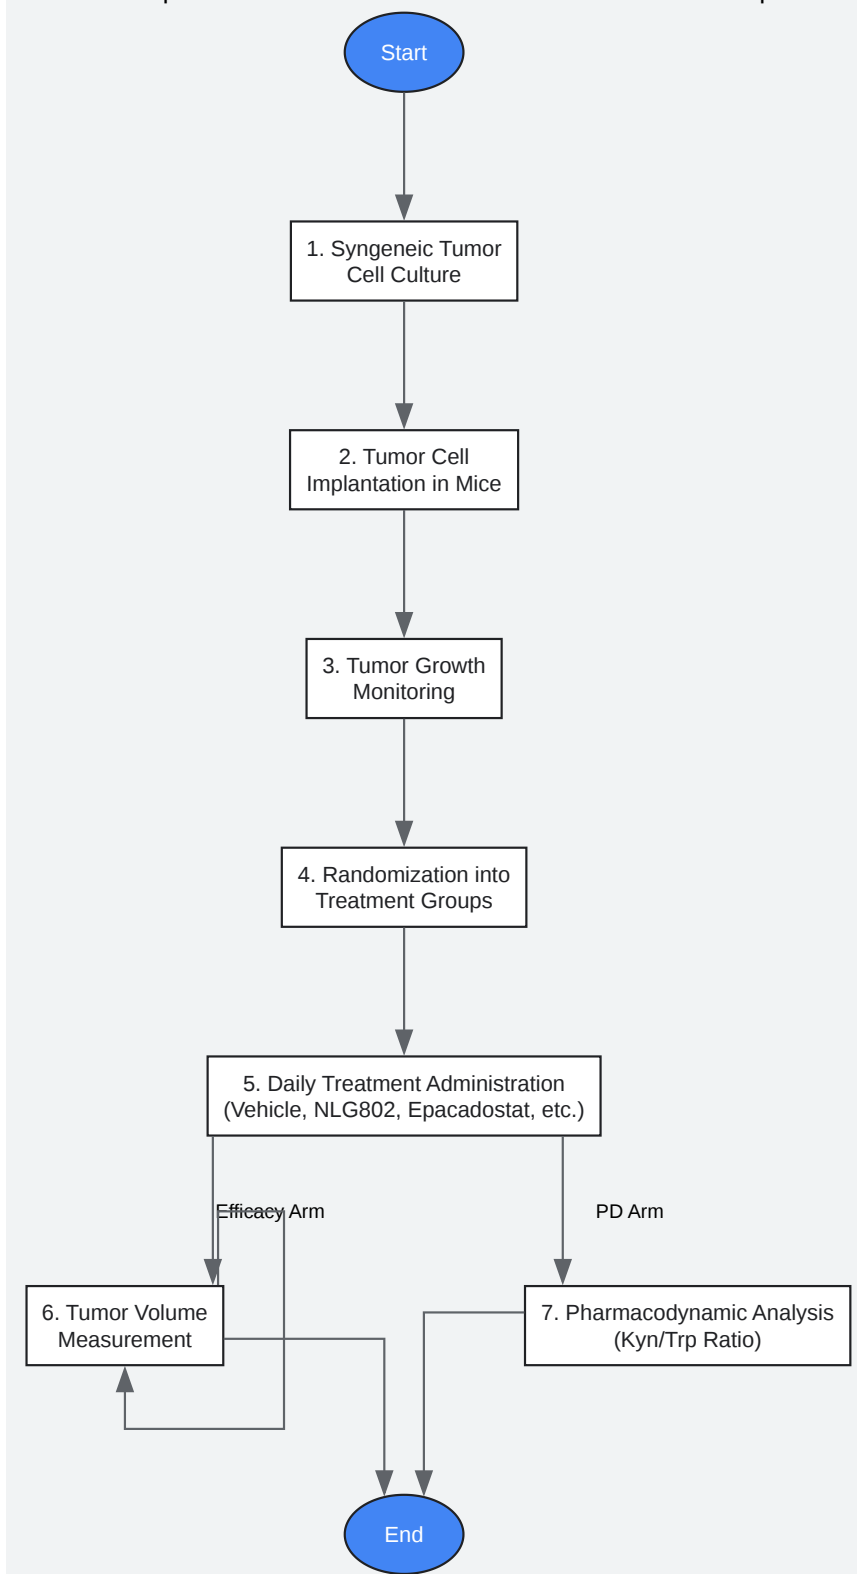 Start
1. Syngeneic Tumor
Cell Culture
2. Tumor Cell
Implantation in Mice
3. Tumor Growth
Monitoring
4. Randomization into
Treatment Groups
5. Daily Treatment Administration
(Vehicle, NLG802, Epacadostat, etc.)
Efficacy Arm
PD Arm
6. Tumor Volume
Measurement
7. Pharmacodynamic Analysis
(Kyn/Trp Ratio)
End